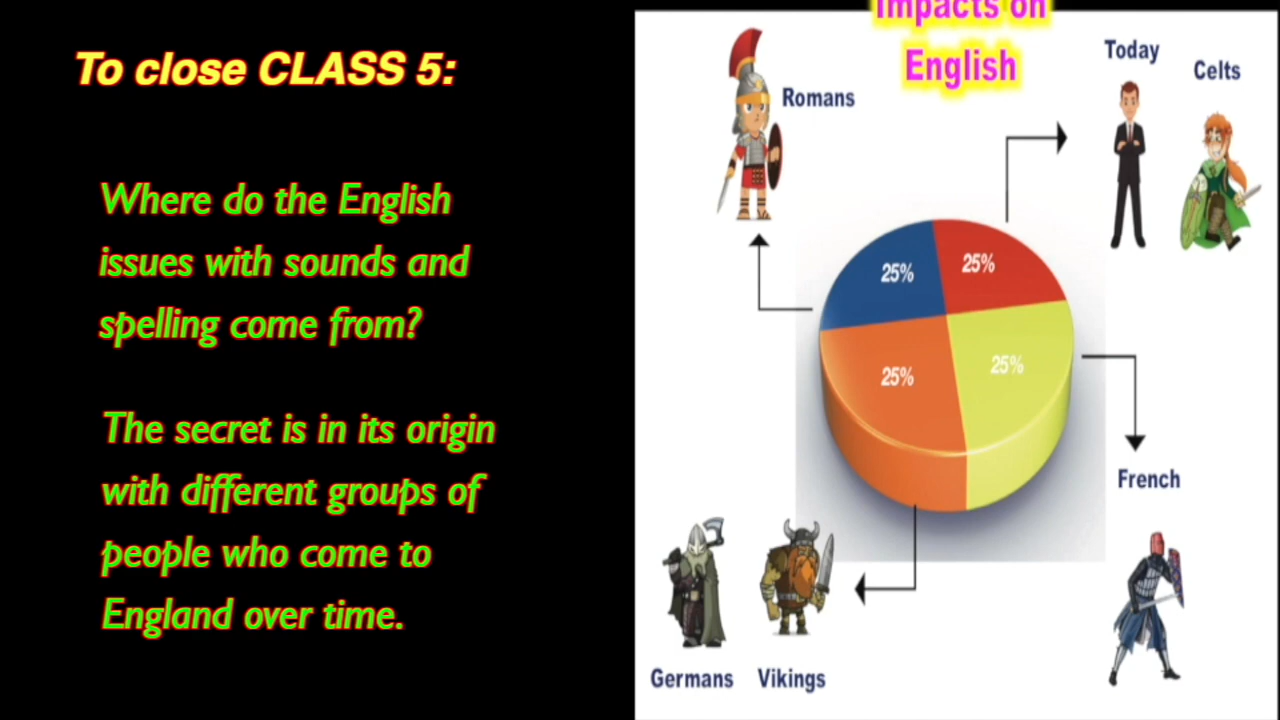 To close CLASS 5:
Where do the English
issues with sounds and
spelling come from?
The secret is in its origin
with different groups of
people who come to
England over time.
Impacts on
English
Today
Celts
Romans
25%
25%
25%
25%
French
Germans
Vikings